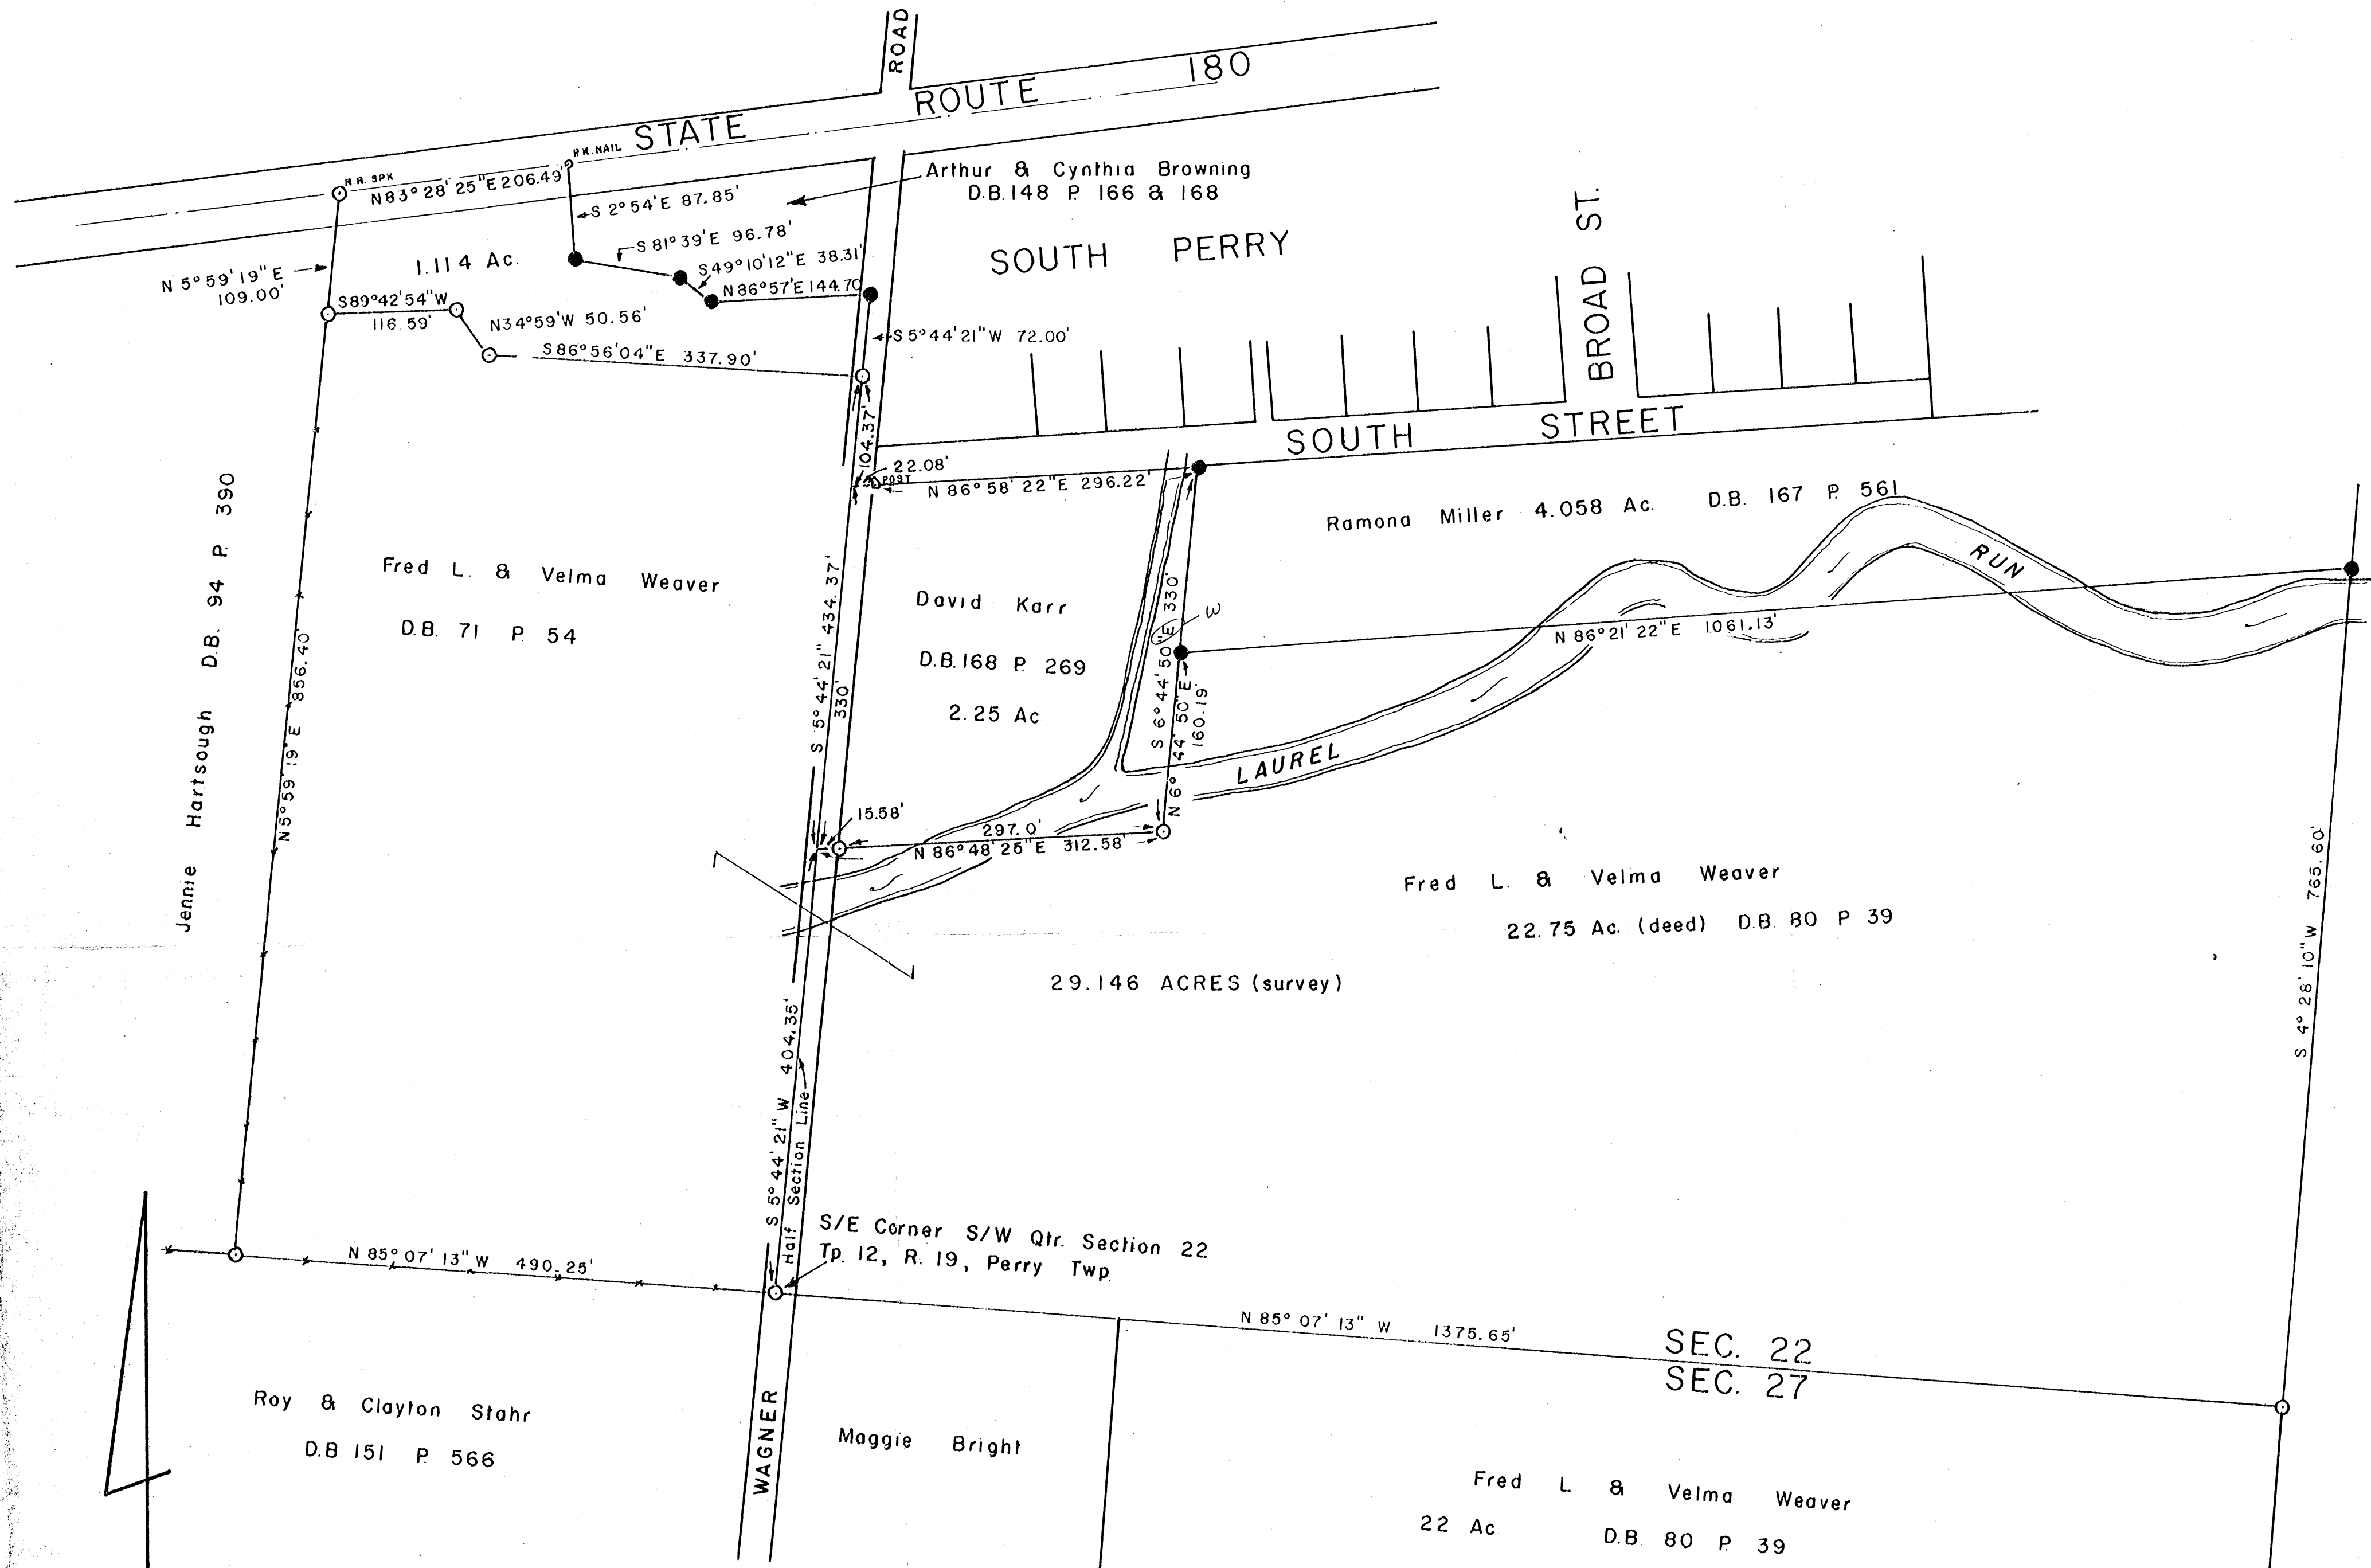 ROAD
STATE ROUTE 180
R.R. SPK
P.K. NAIL
N83°28'25"E 206.49'
S 2°54'E 87.85'
Arthur & Cynthia Browning
D.B. 148 P. 166 & 168
S 81°39'E 96.78'
S49°10'12"E 38.31'
N86°57'E 144.70
N 5°59'19"E
109.00'
1.114 Ac.
S89°42'54"W
116.59'
N34°59'W 50.56'
S86°56'04"E 337.90'
S 5°44'21"W 72.00'
SOUTH PERRY
BROAD ST.
SOUTH STREET
104.37'
22.08'
POST
N 86°58'22"E 296.22'
Ramona Miller 4.058 Ac. D.B. 167 P. 561
RUN
N 86°21'22"E 1061.13'
Jennie Hartsough D.B. 94 P. 390
N5°59'19"E 856.40'
Fred L. & Velma Weaver
D.B. 71 P. 54
S 5°44'21" 434.37'
330'
David Karr
D.B. 168 P. 269
2.25 Ac
S 6°44'50"E 330'
W
N 6°44'50"E
160.19'
LAUREL
15.58'
297.0'
N 86°48'25"E 312.58'
Fred L. & Velma Weaver
22.75 Ac. (deed) D.B. 80 P 39
29.146 ACRES (survey)
S 4°28'10"W 765.60'
S 5°44'21"W 404.35'
Half Section Line
S/E Corner S/W Qtr. Section 22
Tp. 12, R. 19, Perry Twp.
N 85°07'13"W 490.25'
N 85°07'13"W 1375.65'
SEC. 22
SEC. 27
WAGNER
Roy & Clayton Stahr
D.B. 151 P. 566
Maggie Bright
Fred L. & Velma Weaver
22 Ac D.B. 80 P. 39